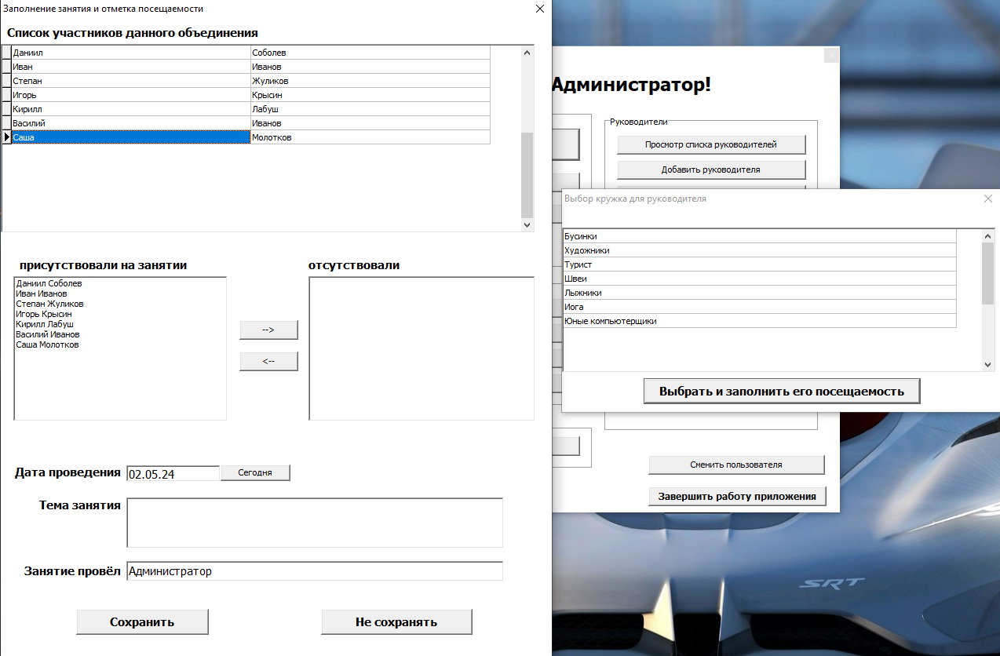 Заполнение занятия и отметка посещаемости
Список участников данного объединения
Даниил Соболев
Иван Иванов
Степан Жуликов
Игорь Крысин
Кирилл Лабуш
Василий Иванов
Саша Молотков
присутствовали на занятии
отсутствовали
Даниил Соболев
Иван Иванов
Степан Жуликов
Игорь Крысин
Кирилл Лабуш
Василий Иванов
Саша Молотков
-->
<--
Дата проведения 02.05.24 Сегодня
Тема занятия
Занятие провёл Администратор
Сохранить
Не сохранять
Администратор!
Руководители
Просмотр списка руководителей
Добавить руководителя
Выбор кружка для руководителя
Бусинки
Художники
Турист
Швеи
Лыжники
Иога
Юные компьютерщики
Выбрать и заполнить его посещаемость
Сменить пользователя
Завершить работу приложения
SRT